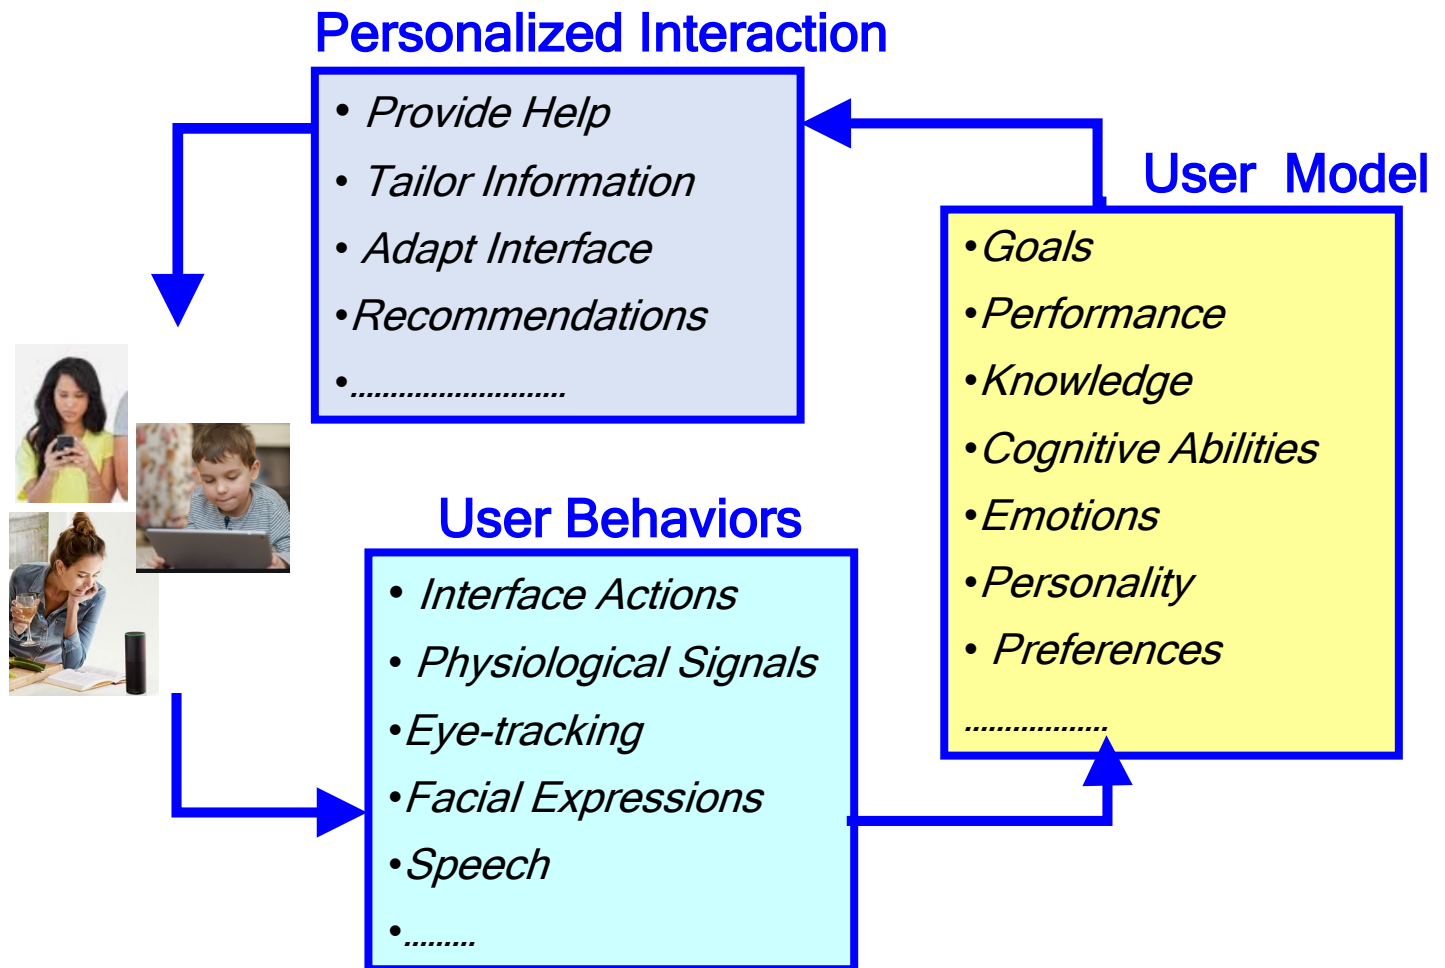 Personalized Interaction
• Provide Help
• Tailor Information
• Adapt Interface
•Recommendations
•...........................
User  Model
•Goals
•Performance
•Knowledge
•Cognitive Abilities
•Emotions
•Personality
• Preferences
..................
User Behaviors
• Interface Actions
• Physiological Signals
•Eye-tracking
•Facial Expressions
•Speech
•.........